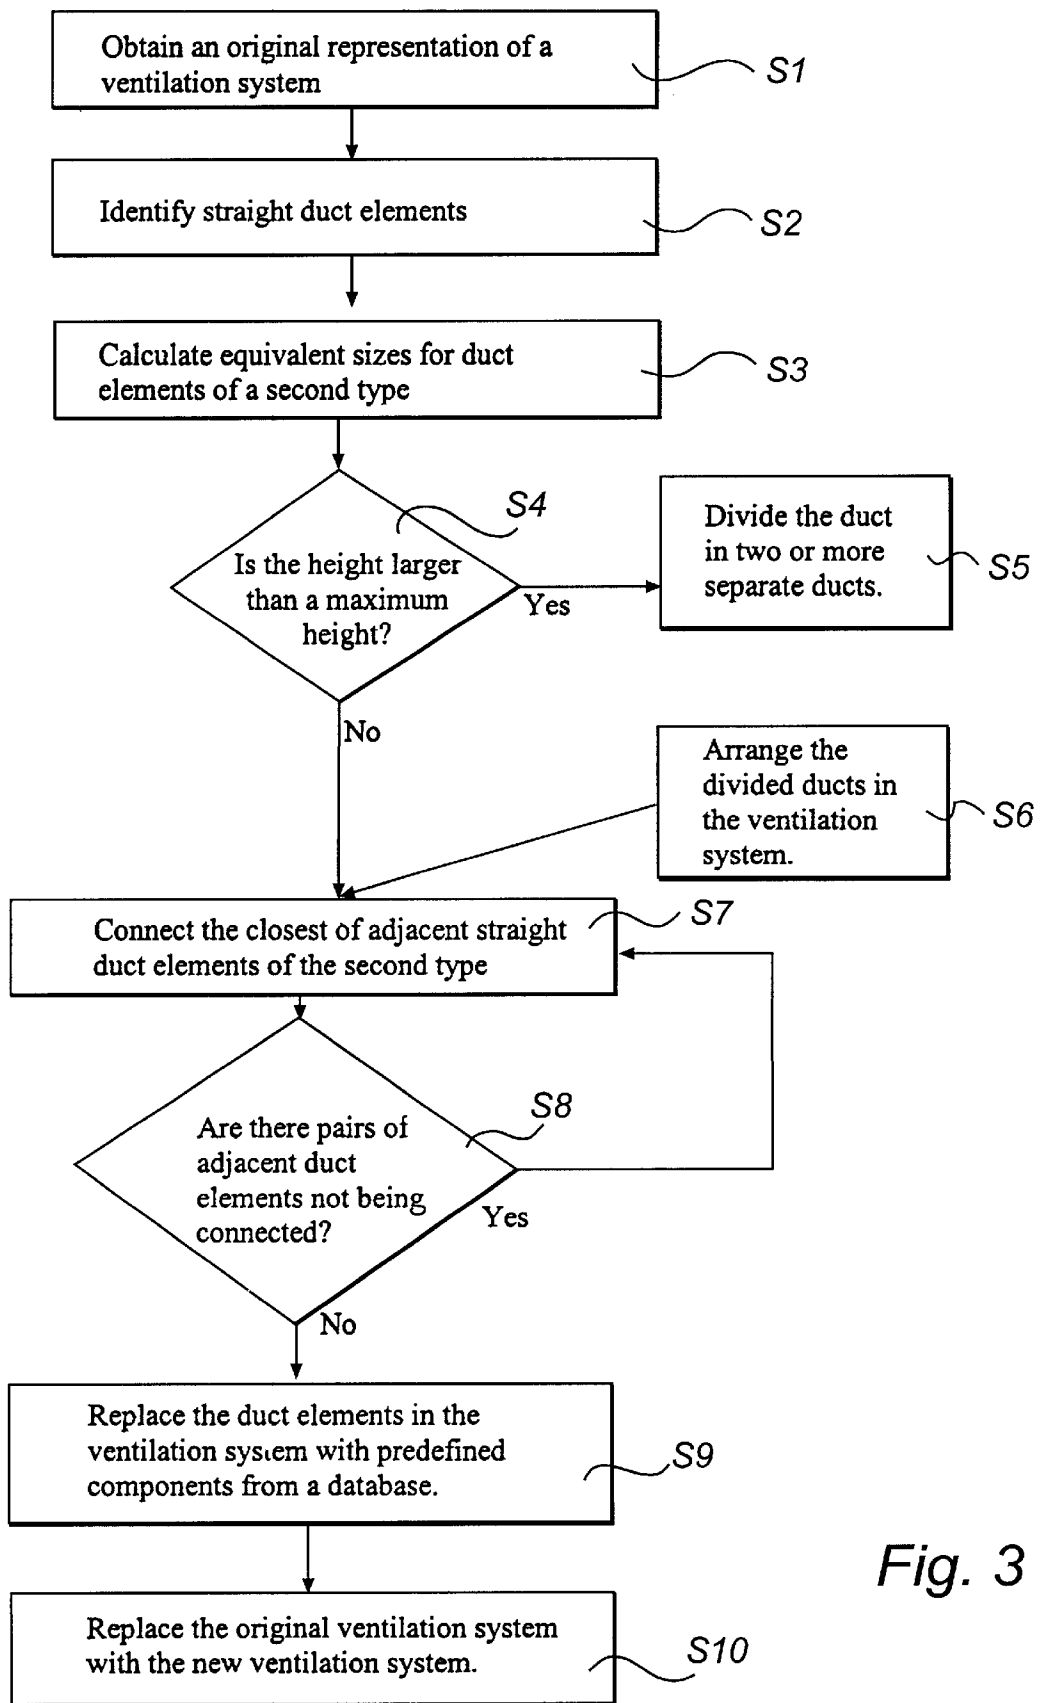 Obtain an original representation of a
ventilation system
S1
Identify straight duct elements
S2
Calculate equivalent sizes for duct
elements of a second type
S3
S4
Is the height larger
than a maximum
height?
Yes
No
Divide the duct
in two or more
separate ducts.
S5
Arrange the
divided ducts in
the ventilation
system.
S6
Connect the closest of adjacent straight
duct elements of the second type
S7
Are there pairs of
adjacent duct
elements not being
connected?
S8
Yes
No
Replace the duct elements in the
ventilation system with predefined
components from a database.
S9
Replace the original ventilation system
with the new ventilation system.
S10
Fig. 3